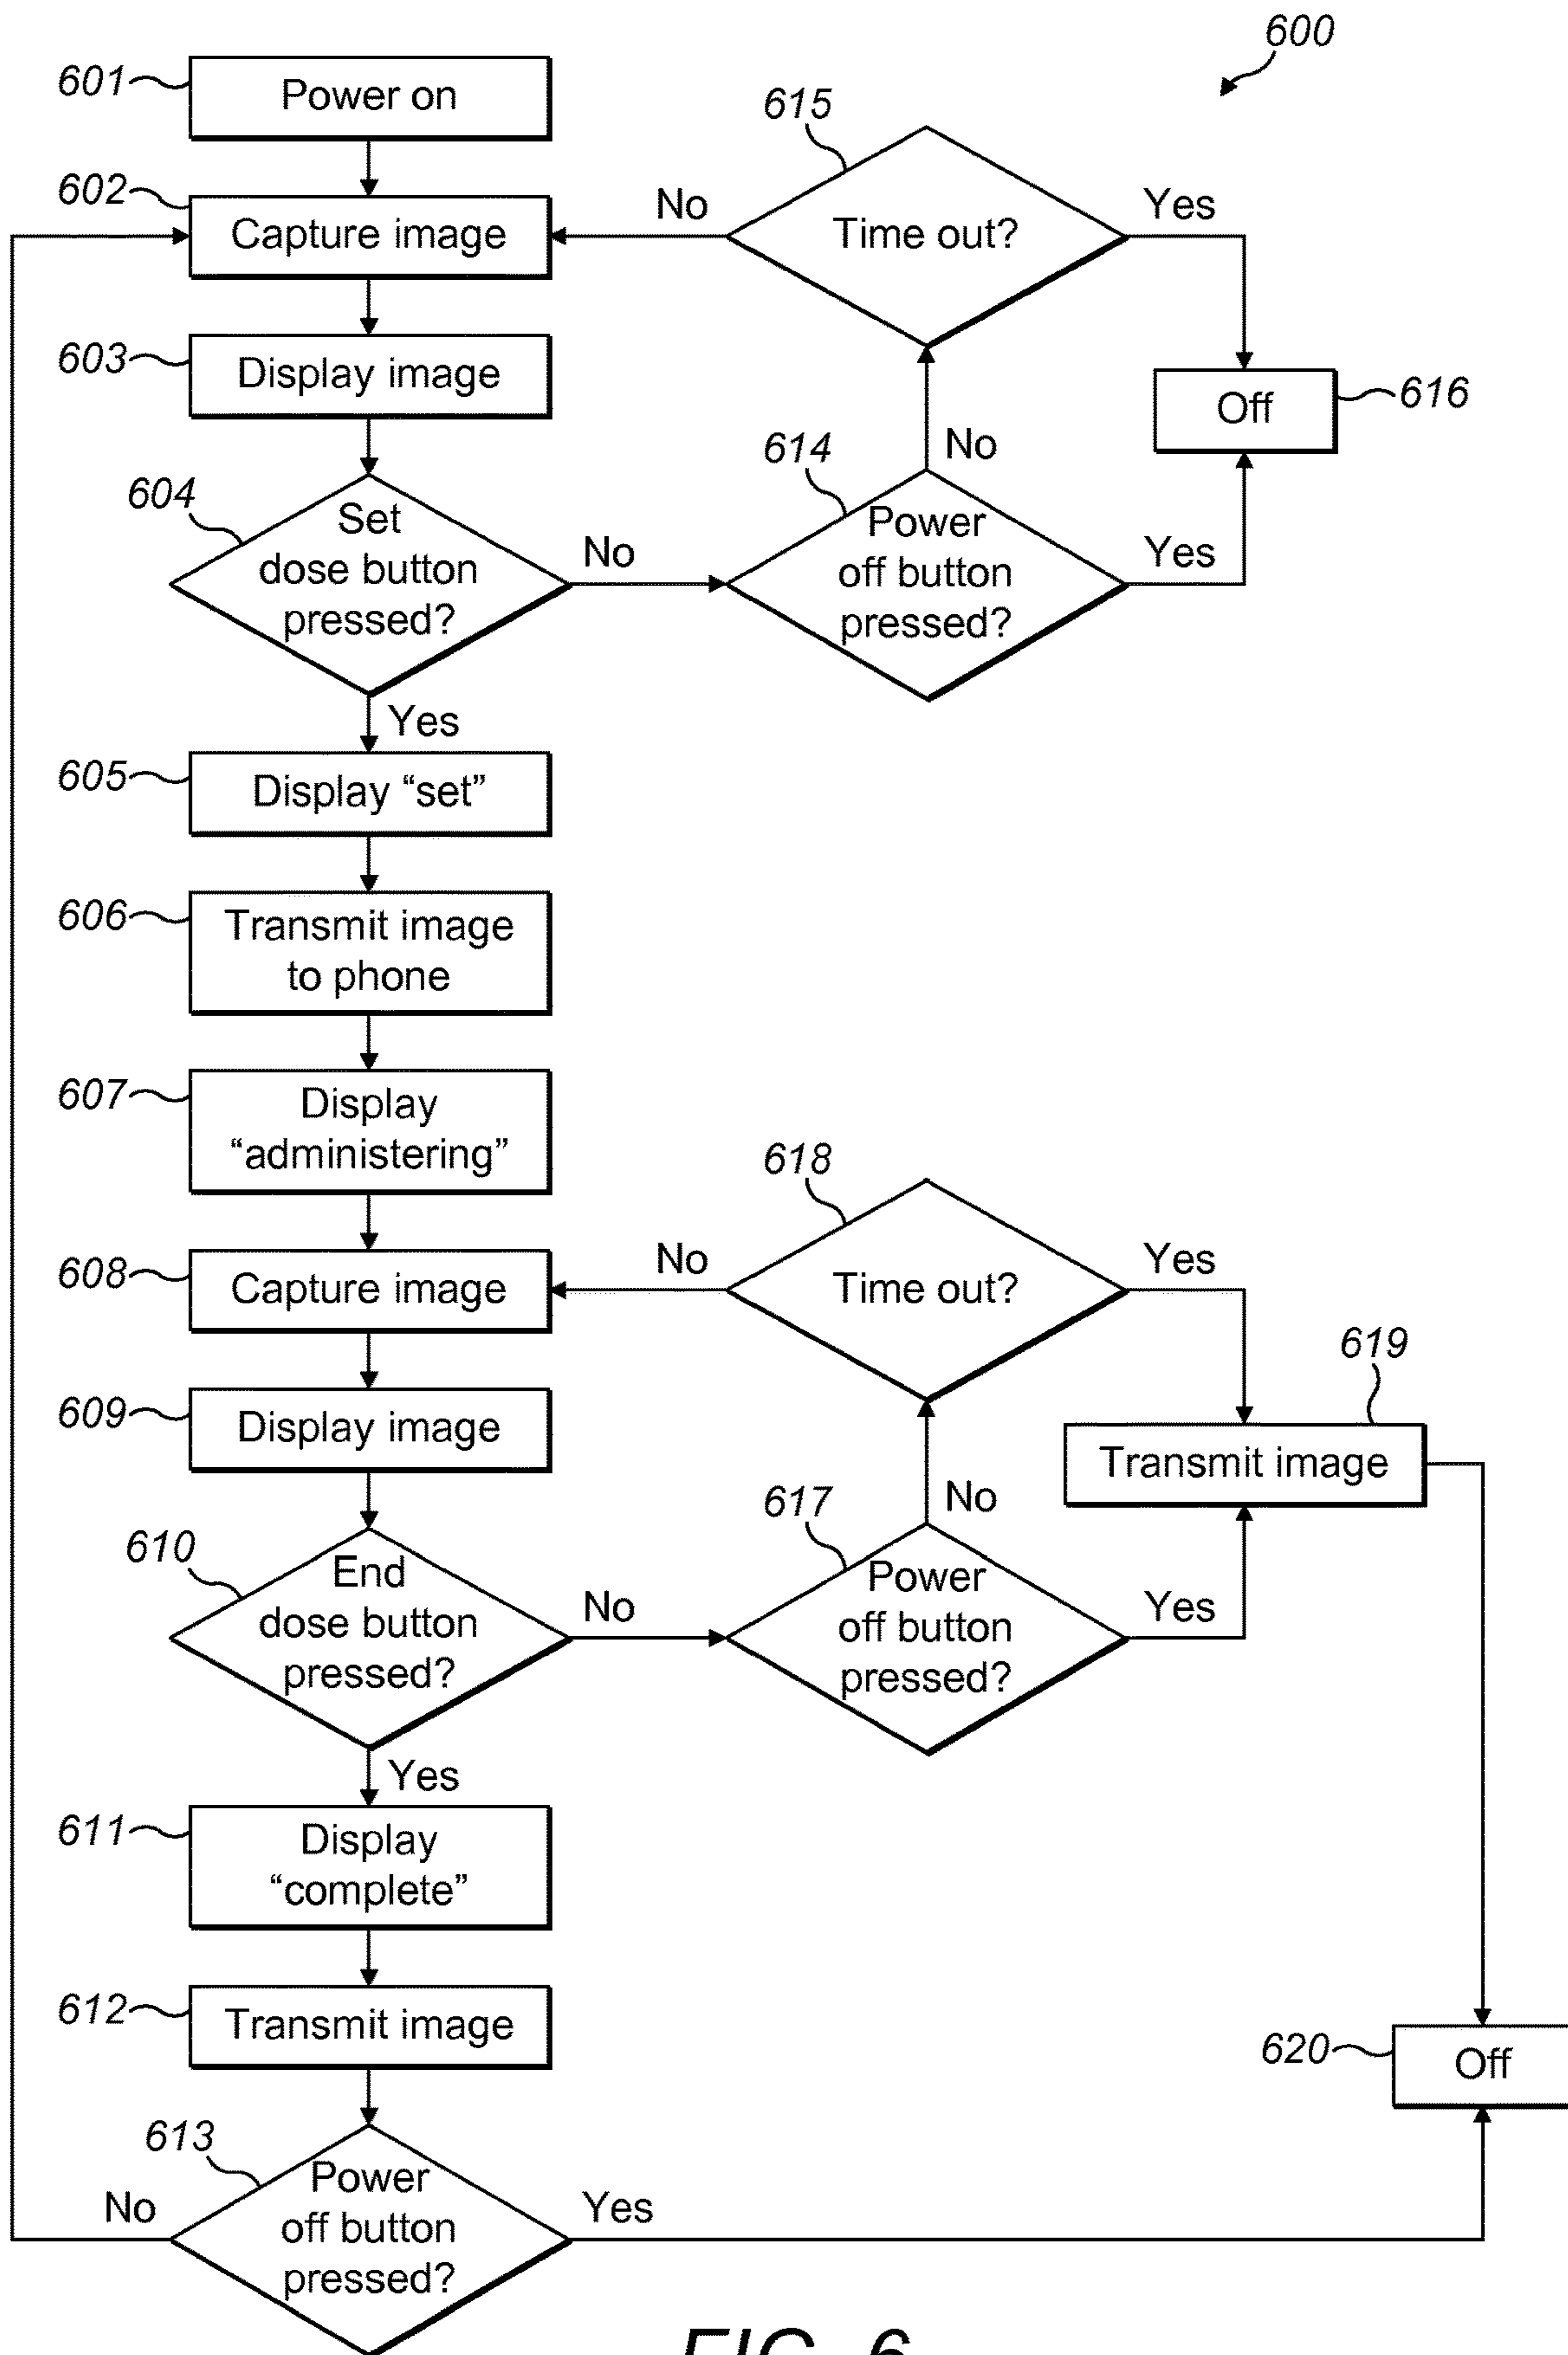 600
601
Power on
615
602
Capture image
No
Time out?
Yes
603
Display image
Off
616
604
Set
dose button
pressed?
No
614
Power
off button
pressed?
No
Yes
Yes
605
Display “set”
606
Transmit image
to phone
607
Display
“administering”
618
608
Capture image
No
Time out?
Yes
619
Transmit image
609
Display image
610
End
dose button
pressed?
No
617
Power
off button
pressed?
No
Yes
Yes
611
Display
“complete”
612
Transmit image
620
Off
613
Power
off button
pressed?
No
Yes
FIG. 6